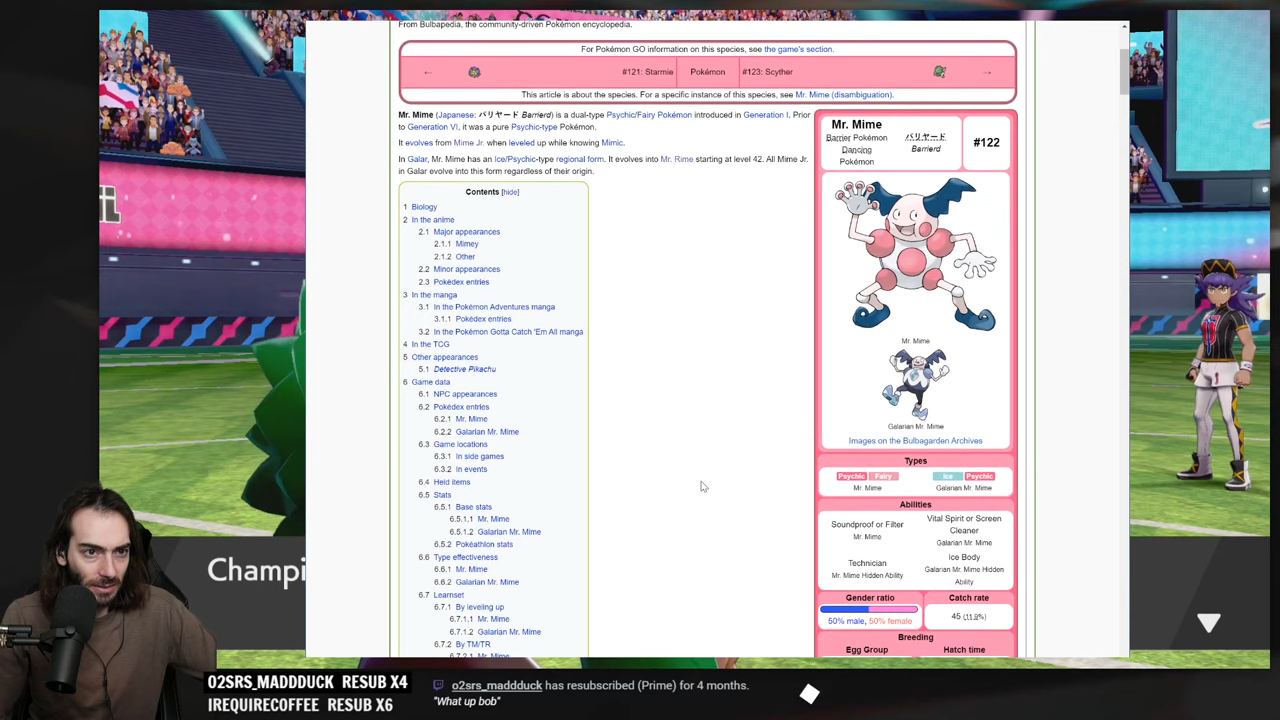 From Bulbapedia, the community-driven Pokémon encyclopedia.
For Pokémon GO information on this species, see the game's section.
← #121: Starmie Pokémon #123: Scyther →
This article is about the species. For a specific instance of this species, see Mr. Mime (disambiguation).
Mr. Mime (Japanese: バリヤード Barrierd) is a dual-type Psychic/Fairy Pokémon introduced in Generation I. Prior
to Generation VI, it was a pure Psychic-type Pokémon.
It evolves from Mime Jr. when leveled up while knowing Mimic.
In Galar, Mr. Mime has an Ice/Psychic-type regional form. It evolves into Mr. Rime starting at level 42. All Mime Jr.
in Galar evolve into this form regardless of their origin.
Contents [hide]
1 Biology
2 In the anime
2.1 Major appearances
2.1.1 Mimey
2.1.2 Other
2.2 Minor appearances
2.3 Pokédex entries
3 In the manga
3.1 In the Pokémon Adventures manga
3.1.1 Pokédex entries
3.2 In the Pokémon Gotta Catch 'Em All manga
4 In the TCG
5 Other appearances
5.1 Detective Pikachu
6 Game data
6.1 NPC appearances
6.2 Pokédex entries
6.2.1 Mr. Mime
6.2.2 Galarian Mr. Mime
6.3 Game locations
6.3.1 In side games
6.3.2 In events
6.4 Held items
6.5 Stats
6.5.1 Base stats
6.5.1.1 Mr. Mime
6.5.1.2 Galarian Mr. Mime
6.5.2 Pokéathlon stats
6.6 Type effectiveness
6.6.1 Mr. Mime
6.6.2 Galarian Mr. Mime
6.7 Learnset
6.7.1 By leveling up
6.7.1.1 Mr. Mime
6.7.1.2 Galarian Mr. Mime
6.7.2 By TM/TR
6.7.2.1 Mr. Mime
Mr. Mime
Barrier Pokémon
Dancing
Pokémon
バリヤード
Barrierd
#122
Mr. Mime
Galarian Mr. Mime
Images on the Bulbagarden Archives
Types
Psychic Fairy
Mr. Mime
Ice Psychic
Galarian Mr. Mime
Abilities
Soundproof or Filter
Mr. Mime
Vital Spirit or Screen
Cleaner
Galarian Mr. Mime
Technician
Mr. Mime Hidden Ability
Ice Body
Galarian Mr. Mime Hidden
Ability
Gender ratio
50% male, 50% female
Catch rate
45 (11.9%)
Breeding
Egg Group
Hatch time
Champi
O2SRS_MADDDUCK RESUB X4
IREQUIRECOFFEE RESUB X6
o2srs_maddduck has resubscribed (Prime) for 4 months.
"What up bob"